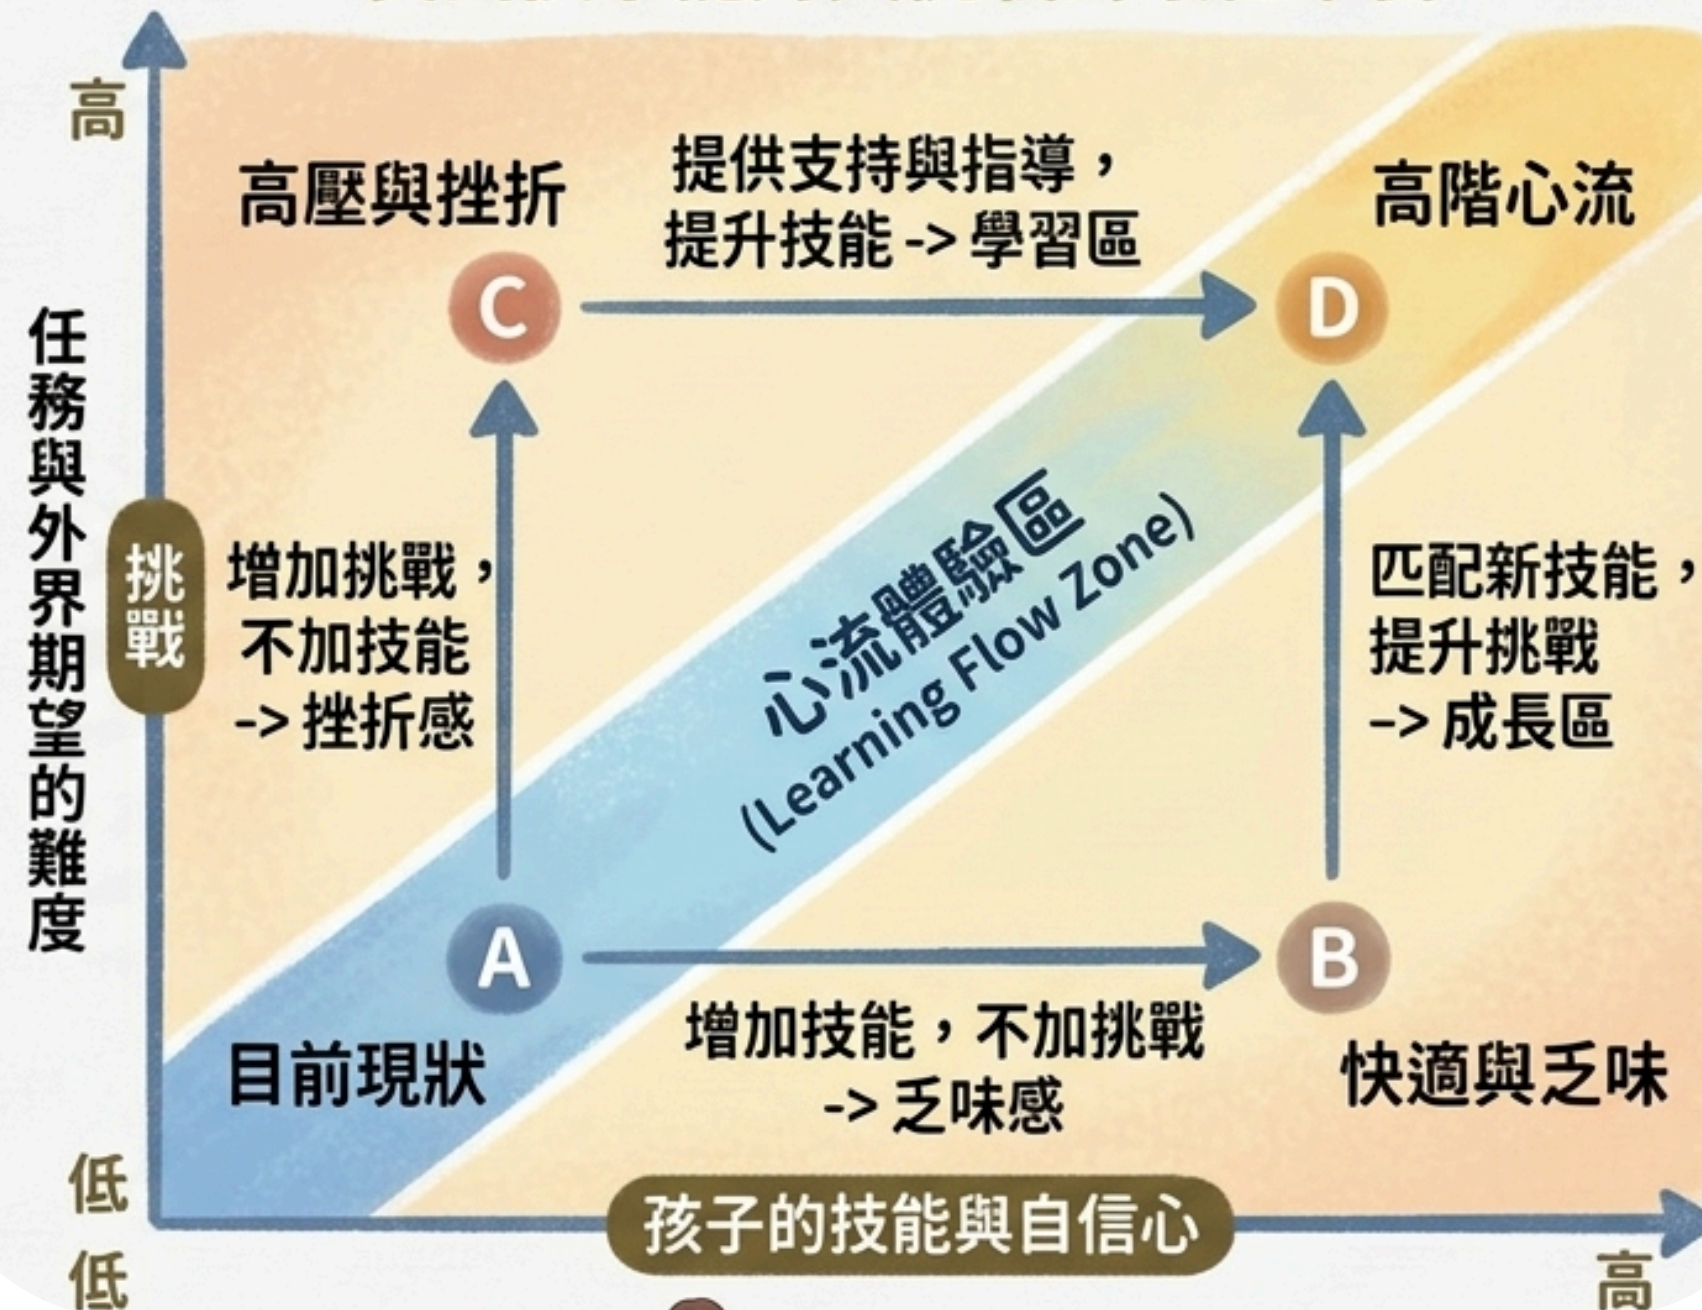 高
高壓與挫折
提供支持與指導，
提升技能 -> 學習區
高階心流
C
D
任務與外界期望的難度
挑戰
增加挑戰，
不加技能
-> 挫折感
心流體驗區
(Learning Flow Zone)
匹配新技能，
提升挑戰
-> 成長區
A
B
目前現狀
增加技能，不加挑戰
-> 乏味感
快適與乏味
低
孩子的技能與自信心
低
高